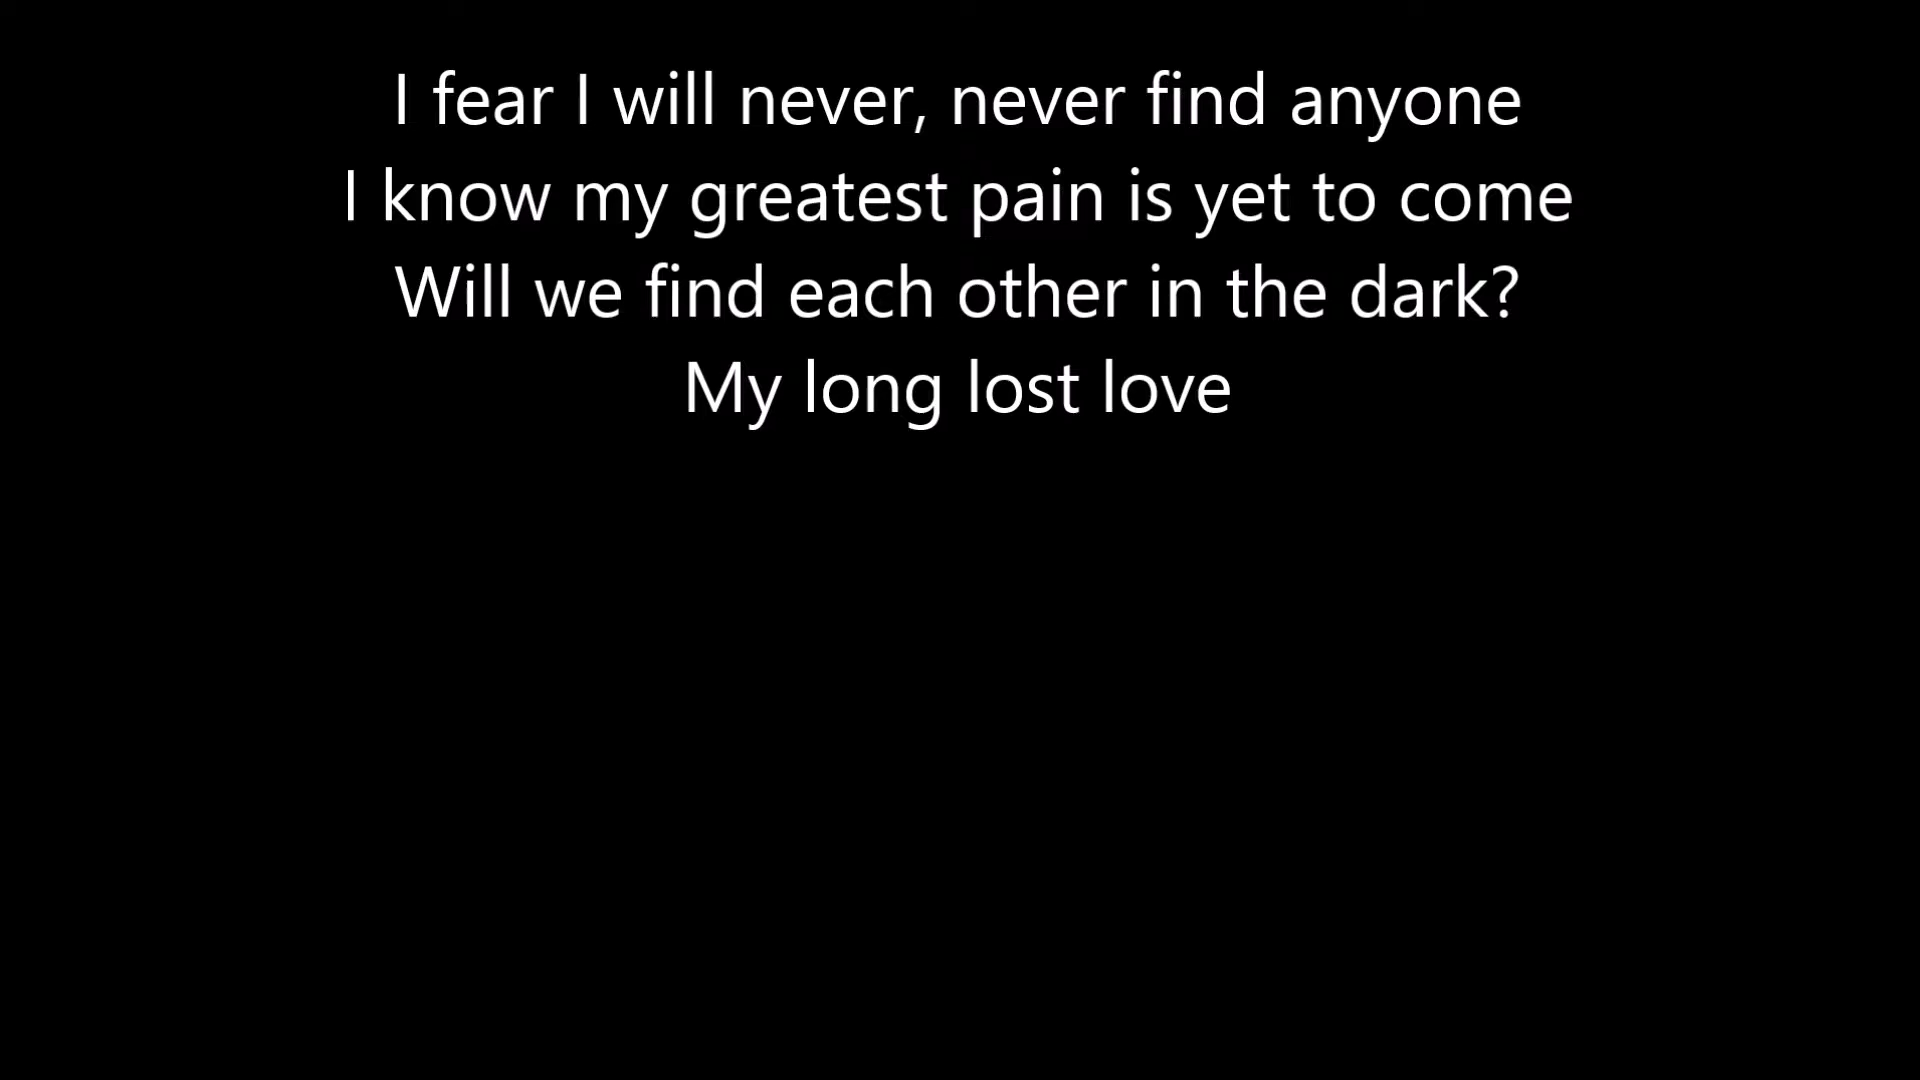 I fear I will never, never find anyone
I know my greatest pain is yet to come
Will we find each other in the dark?
My long lost love